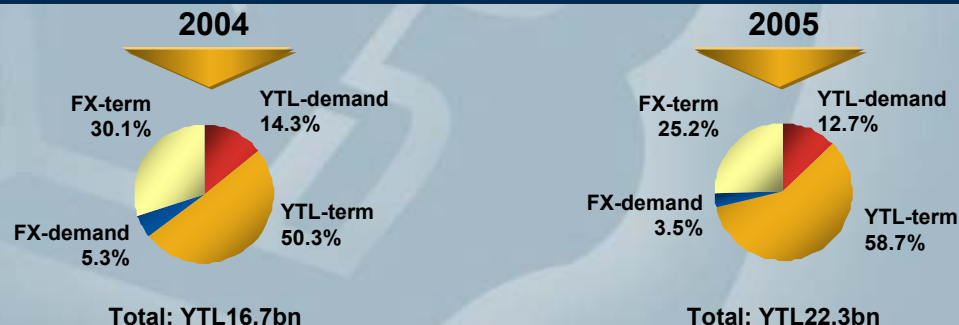 2004
FX-term
30.1%
YTL-demand
14.3%
FX-demand
5.3%
YTL-term
50.3%
Total: YTL16.7bn
2005
FX-term
25.2%
YTL-demand
12.7%
FX-demand
3.5%
YTL-term
58.7%
Total: YTL22.3bn